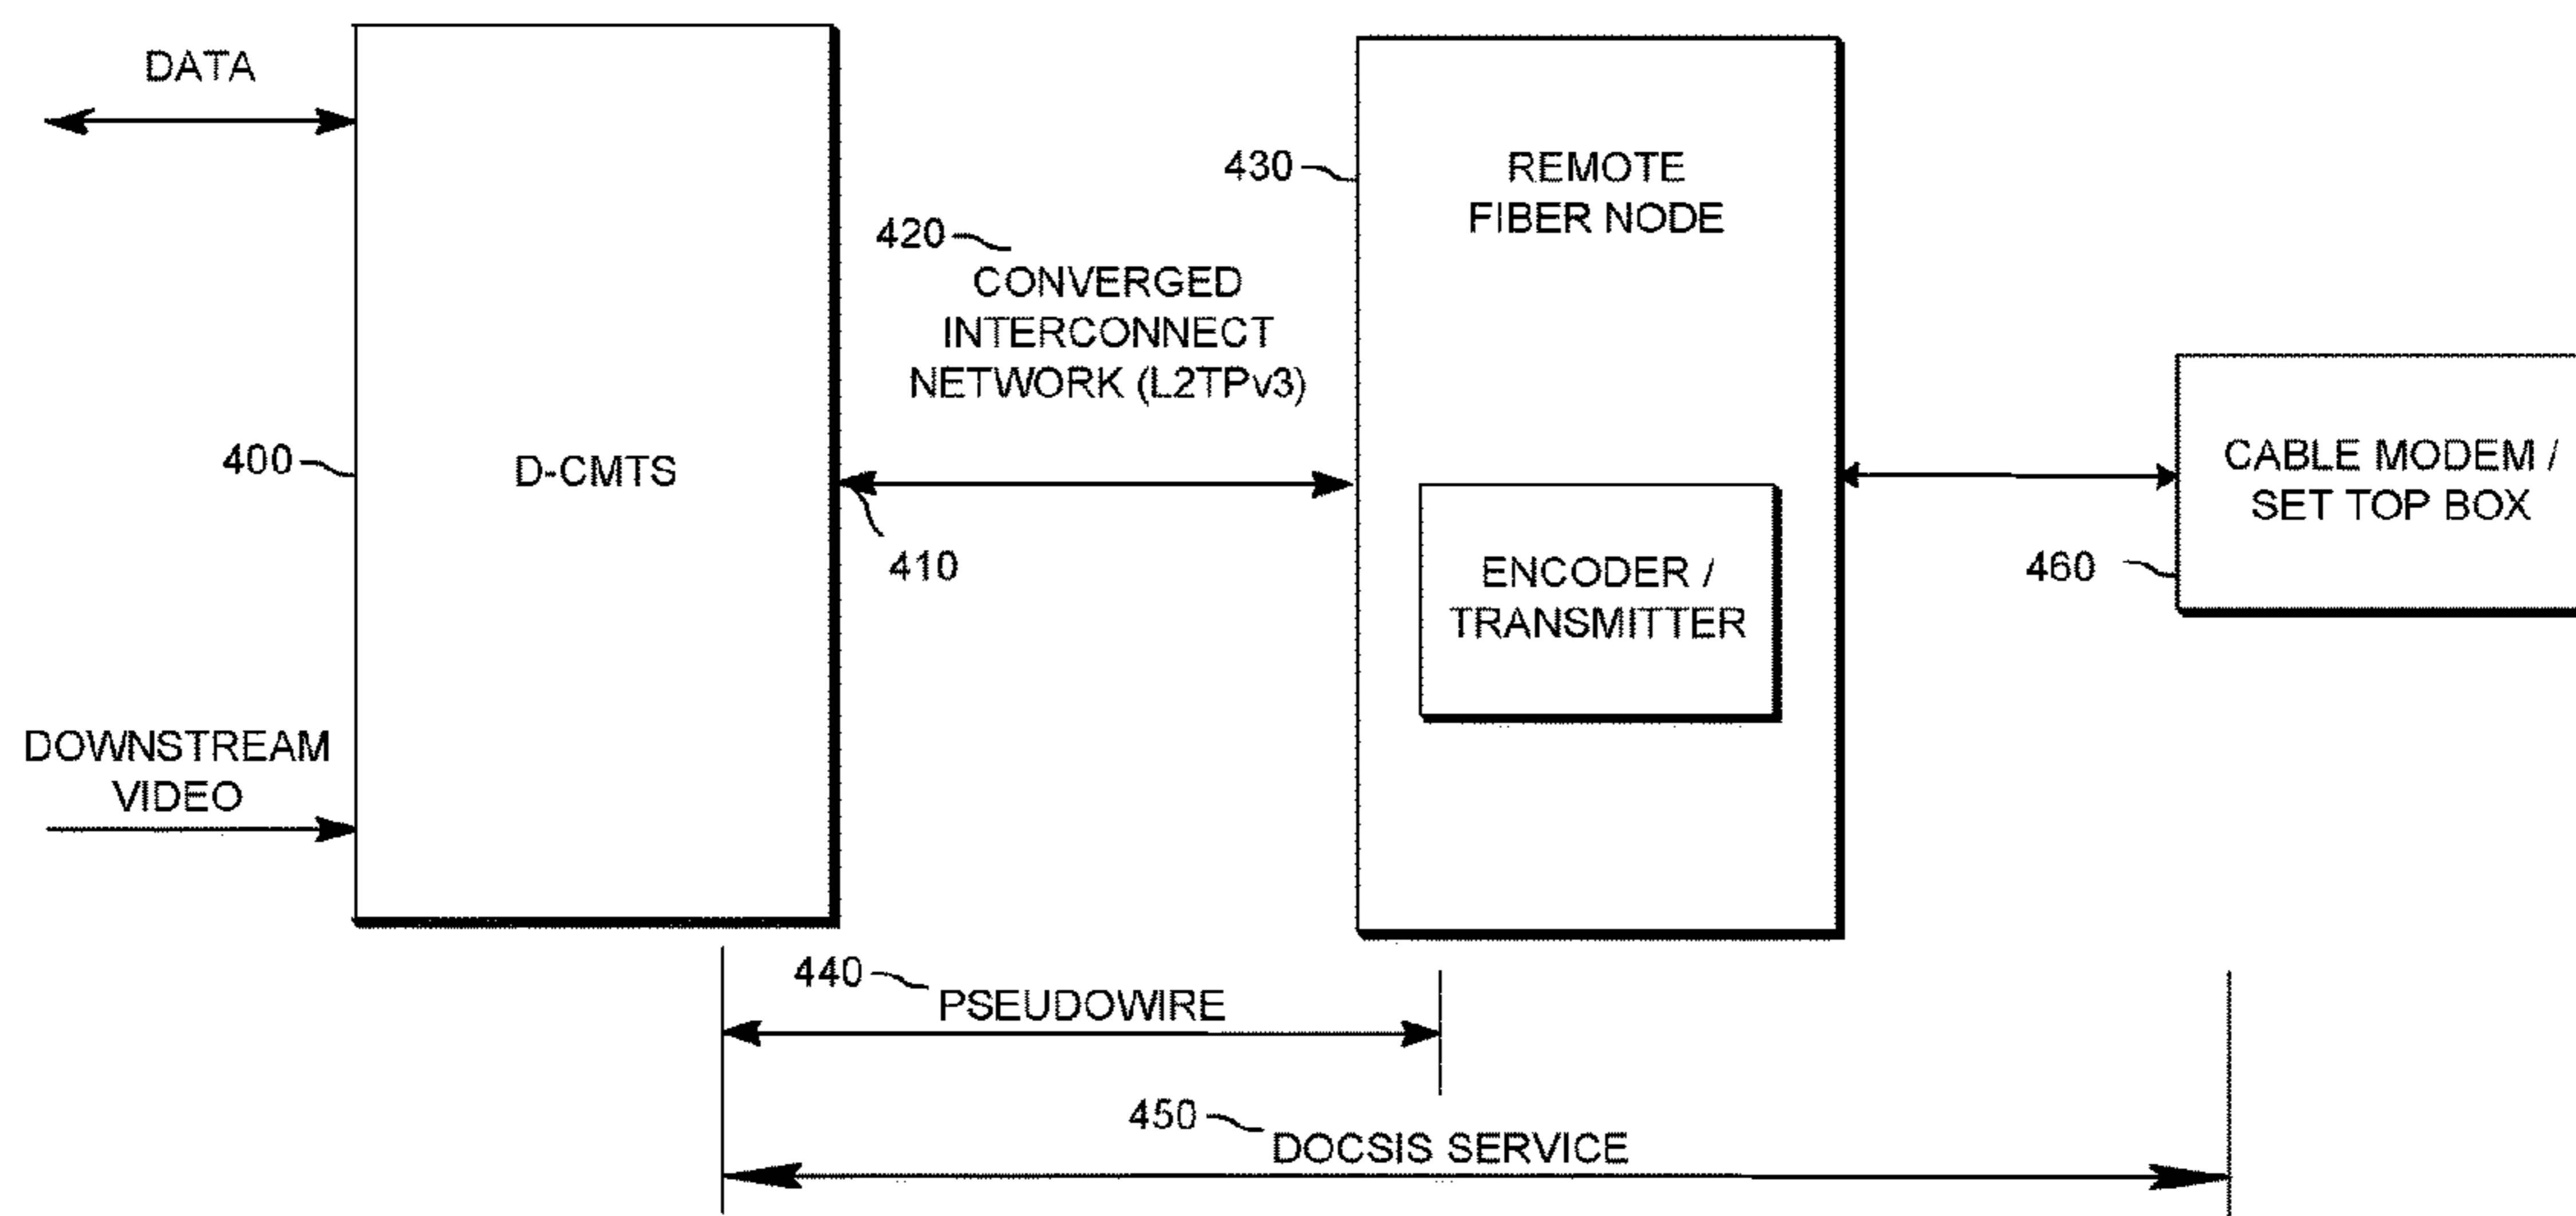 DATA
400
D-CMTS
DOWNSTREAM
VIDEO
420
CONVERGED
INTERCONNECT
NETWORK (L2TPv3)
410
430
REMOTE
FIBER NODE
ENCODER /
TRANSMITTER
CABLE MODEM /
SET TOP BOX
460
440
PSEUDOWIRE
450
DOCSIS SERVICE